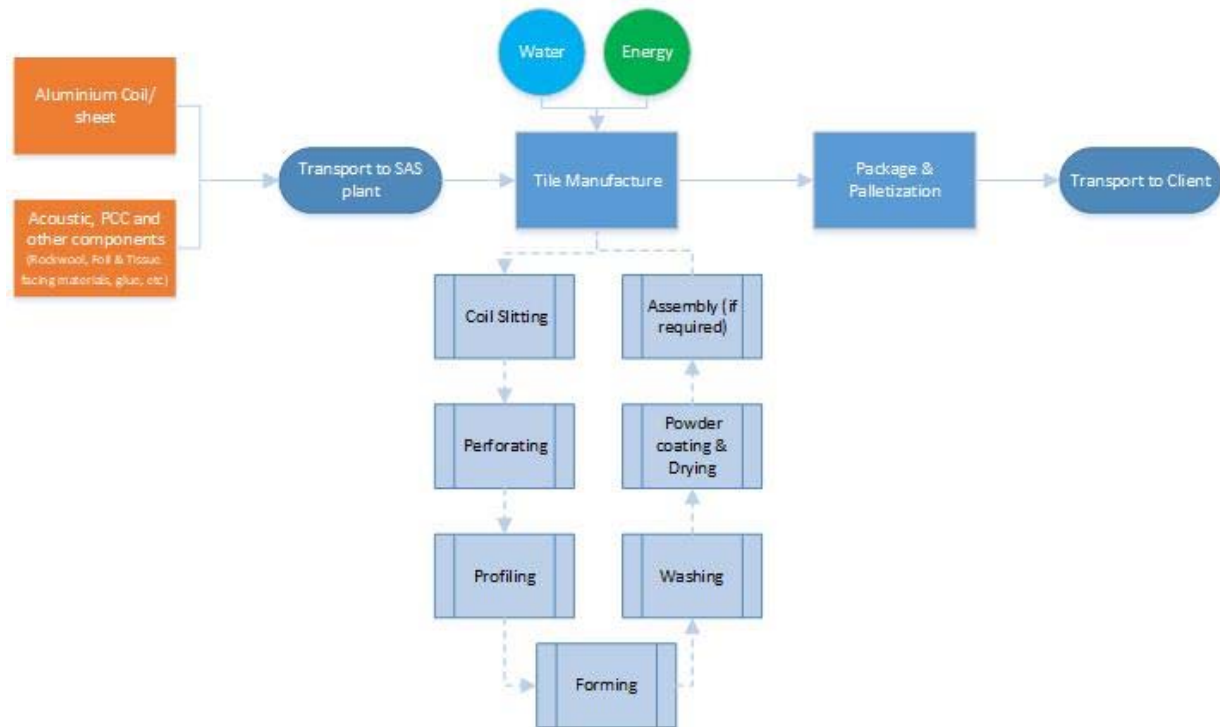 Water
Energy
Aluminium Coil/
sheet
Transport to SAS
plant
Tile Manufacture
Package &
Palletization
Transport to Client
Acoustic, PCC and
other components
(Rockwool, Foil & Tissue
facing materials, glue, etc)
Coil Slitting
Assembly (if
required)
Perforating
Powder
coating &
Drying
Profiling
Washing
Forming